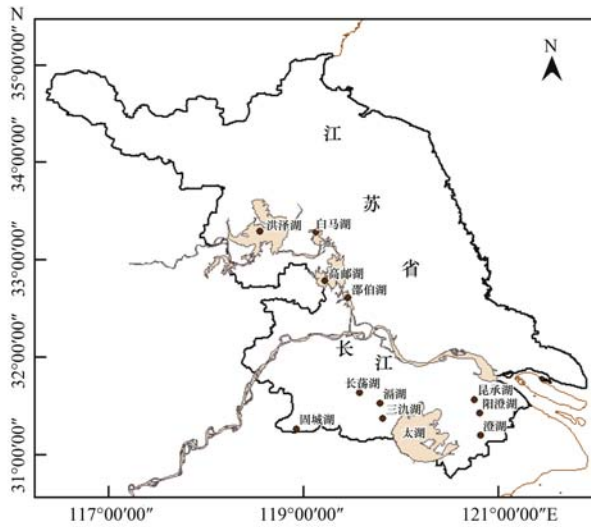 N
N
35°00′00″
34°00′00″
33°00′00″
32°00′00″
31°00′00″
江
苏
省
洪泽湖
白马湖
高邮湖
邵伯湖
长
江
长荡湖
滆湖
三氿湖
固城湖
太湖
昆承湖
阳澄湖
澄湖
117°00′00″
119°00′00″
121°00′00″E